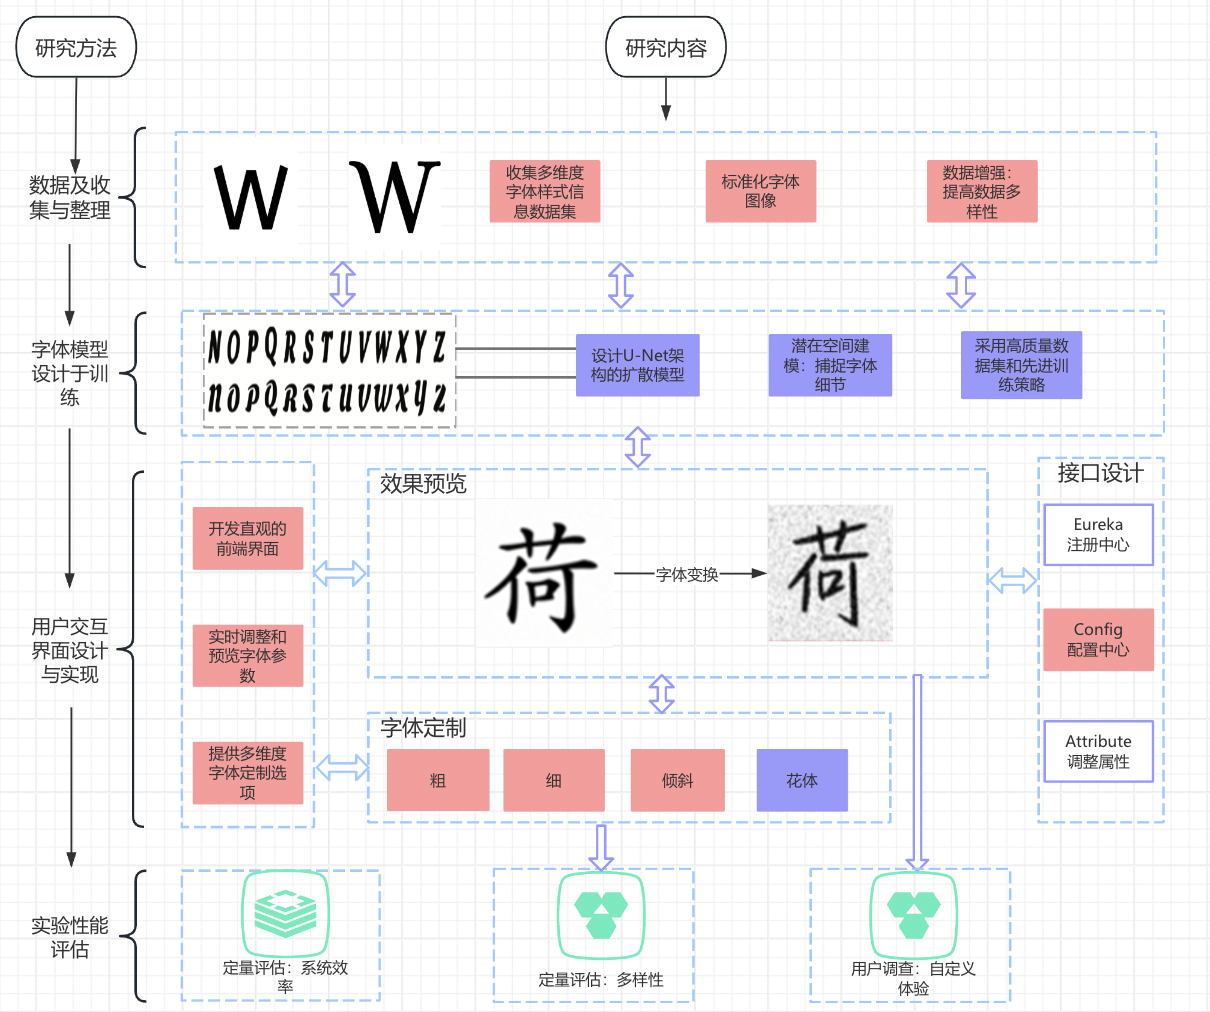 研究方法
研究内容
数据及收
集与整理
W
W
收集多维度
字体样式信
息数据集
标准化字体
图像
数据增强：
提高数据多
样性
字体模型
设计于训
练
NOPQRSTUVWXYZ
nopqrstuvwxyz
设计U-Net架
构的扩散模型
潜在空间建
模：捕捉字体
细节
采用高质量数
据集和先进训
练策略
用户交互
界面设计
与实现
开发直观的
前端界面
实时调整和
预览字体参
数
提供多维度
字体定制选
项
效果预览
荷
字体变换
荷
字体定制
粗
细
倾斜
花体
接口设计
Eureka
注册中心
Config
配置中心
Attribute
调整属性
实验性能
评估
定量评估：系统效
率
定量评估：多样性
用户调查：自定义
体验